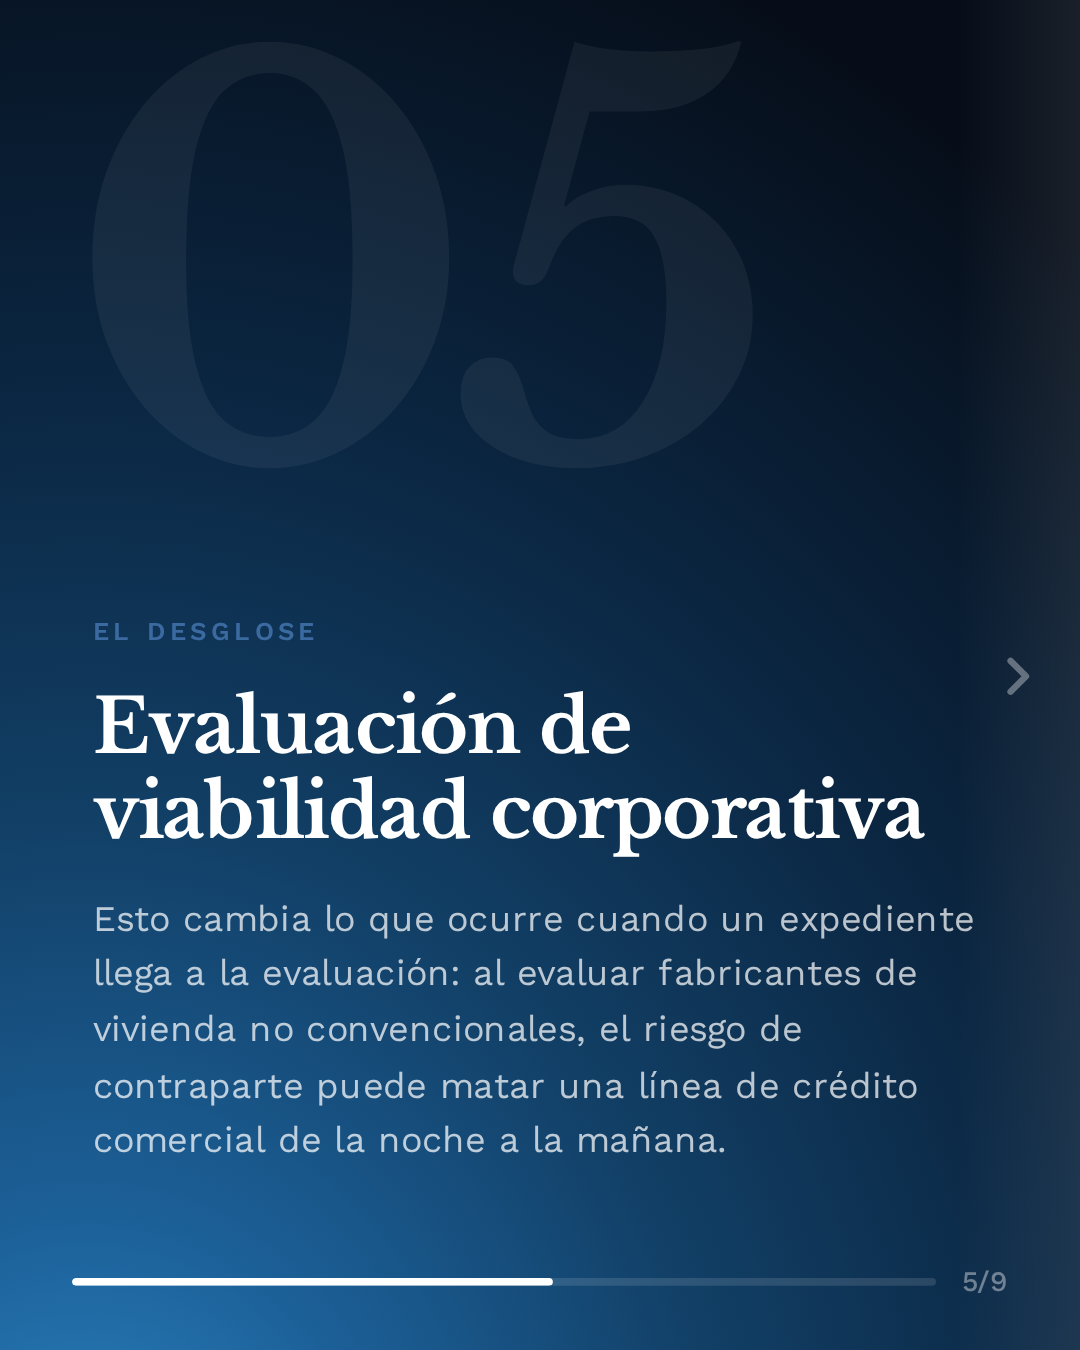 05
EL DESGLOSE
Evaluación de
viabilidad corporativa
Esto cambia lo que ocurre cuando un expediente
llega a la evaluación: al evaluar fabricantes de
vivienda no convencionales, el riesgo de
contraparte puede matar una línea de crédito
comercial de la noche a la mañana.
5/9